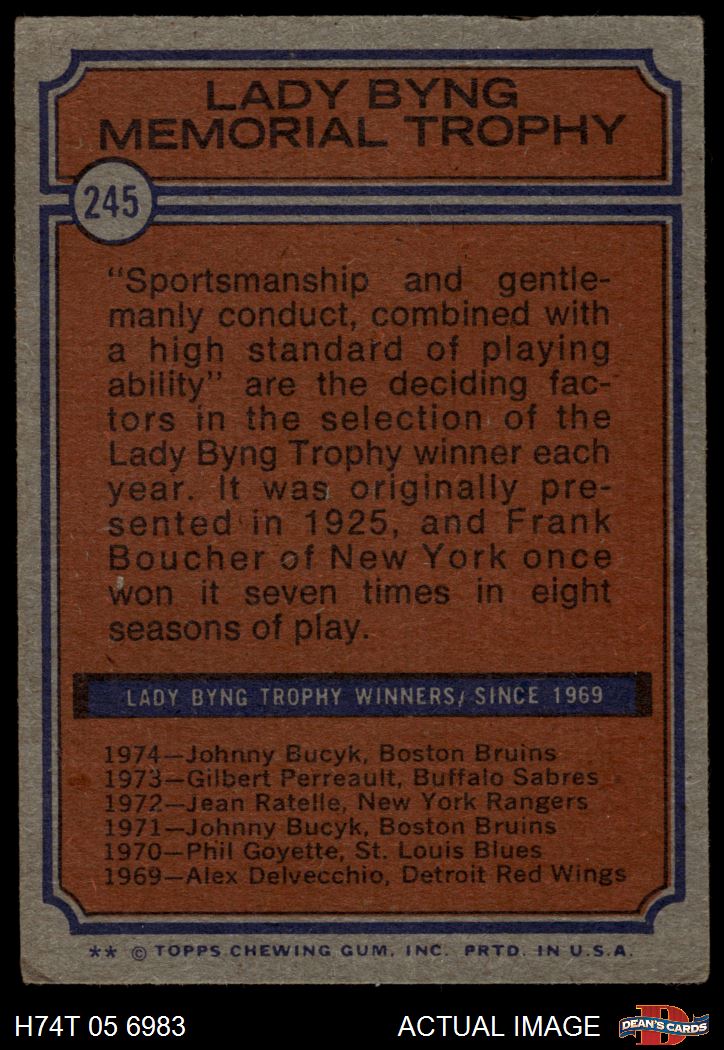 LADY BYNG
MEMORIAL TROPHY
245
"Sportsmanship and gentle-
manly conduct, combined with
a high standard of playing
ability" are the deciding fac-
tors in the selection of the
Lady Byng Trophy winner each
year. It was originally pre-
sented in 1925, and Frank
Boucher of New York once
won it seven times in eight
seasons of play.
LADY BYNG TROPHY WINNERS/ SINCE 1969
1974—Johnny Bucyk, Boston Bruins
1973—Gilbert Perreault, Buffalo Sabres
1972—Jean Ratelle, New York Rangers
1971—Johnny Bucyk, Boston Bruins
1970—Phil Goyette, St. Louis Blues
1969—Alex Delvecchio, Detroit Red Wings
** © TOPPS CHEWING GUM, INC. PRTD. IN U.S.A.
H74T 05 6983 ACTUAL IMAGE D DEAN'S CARDS